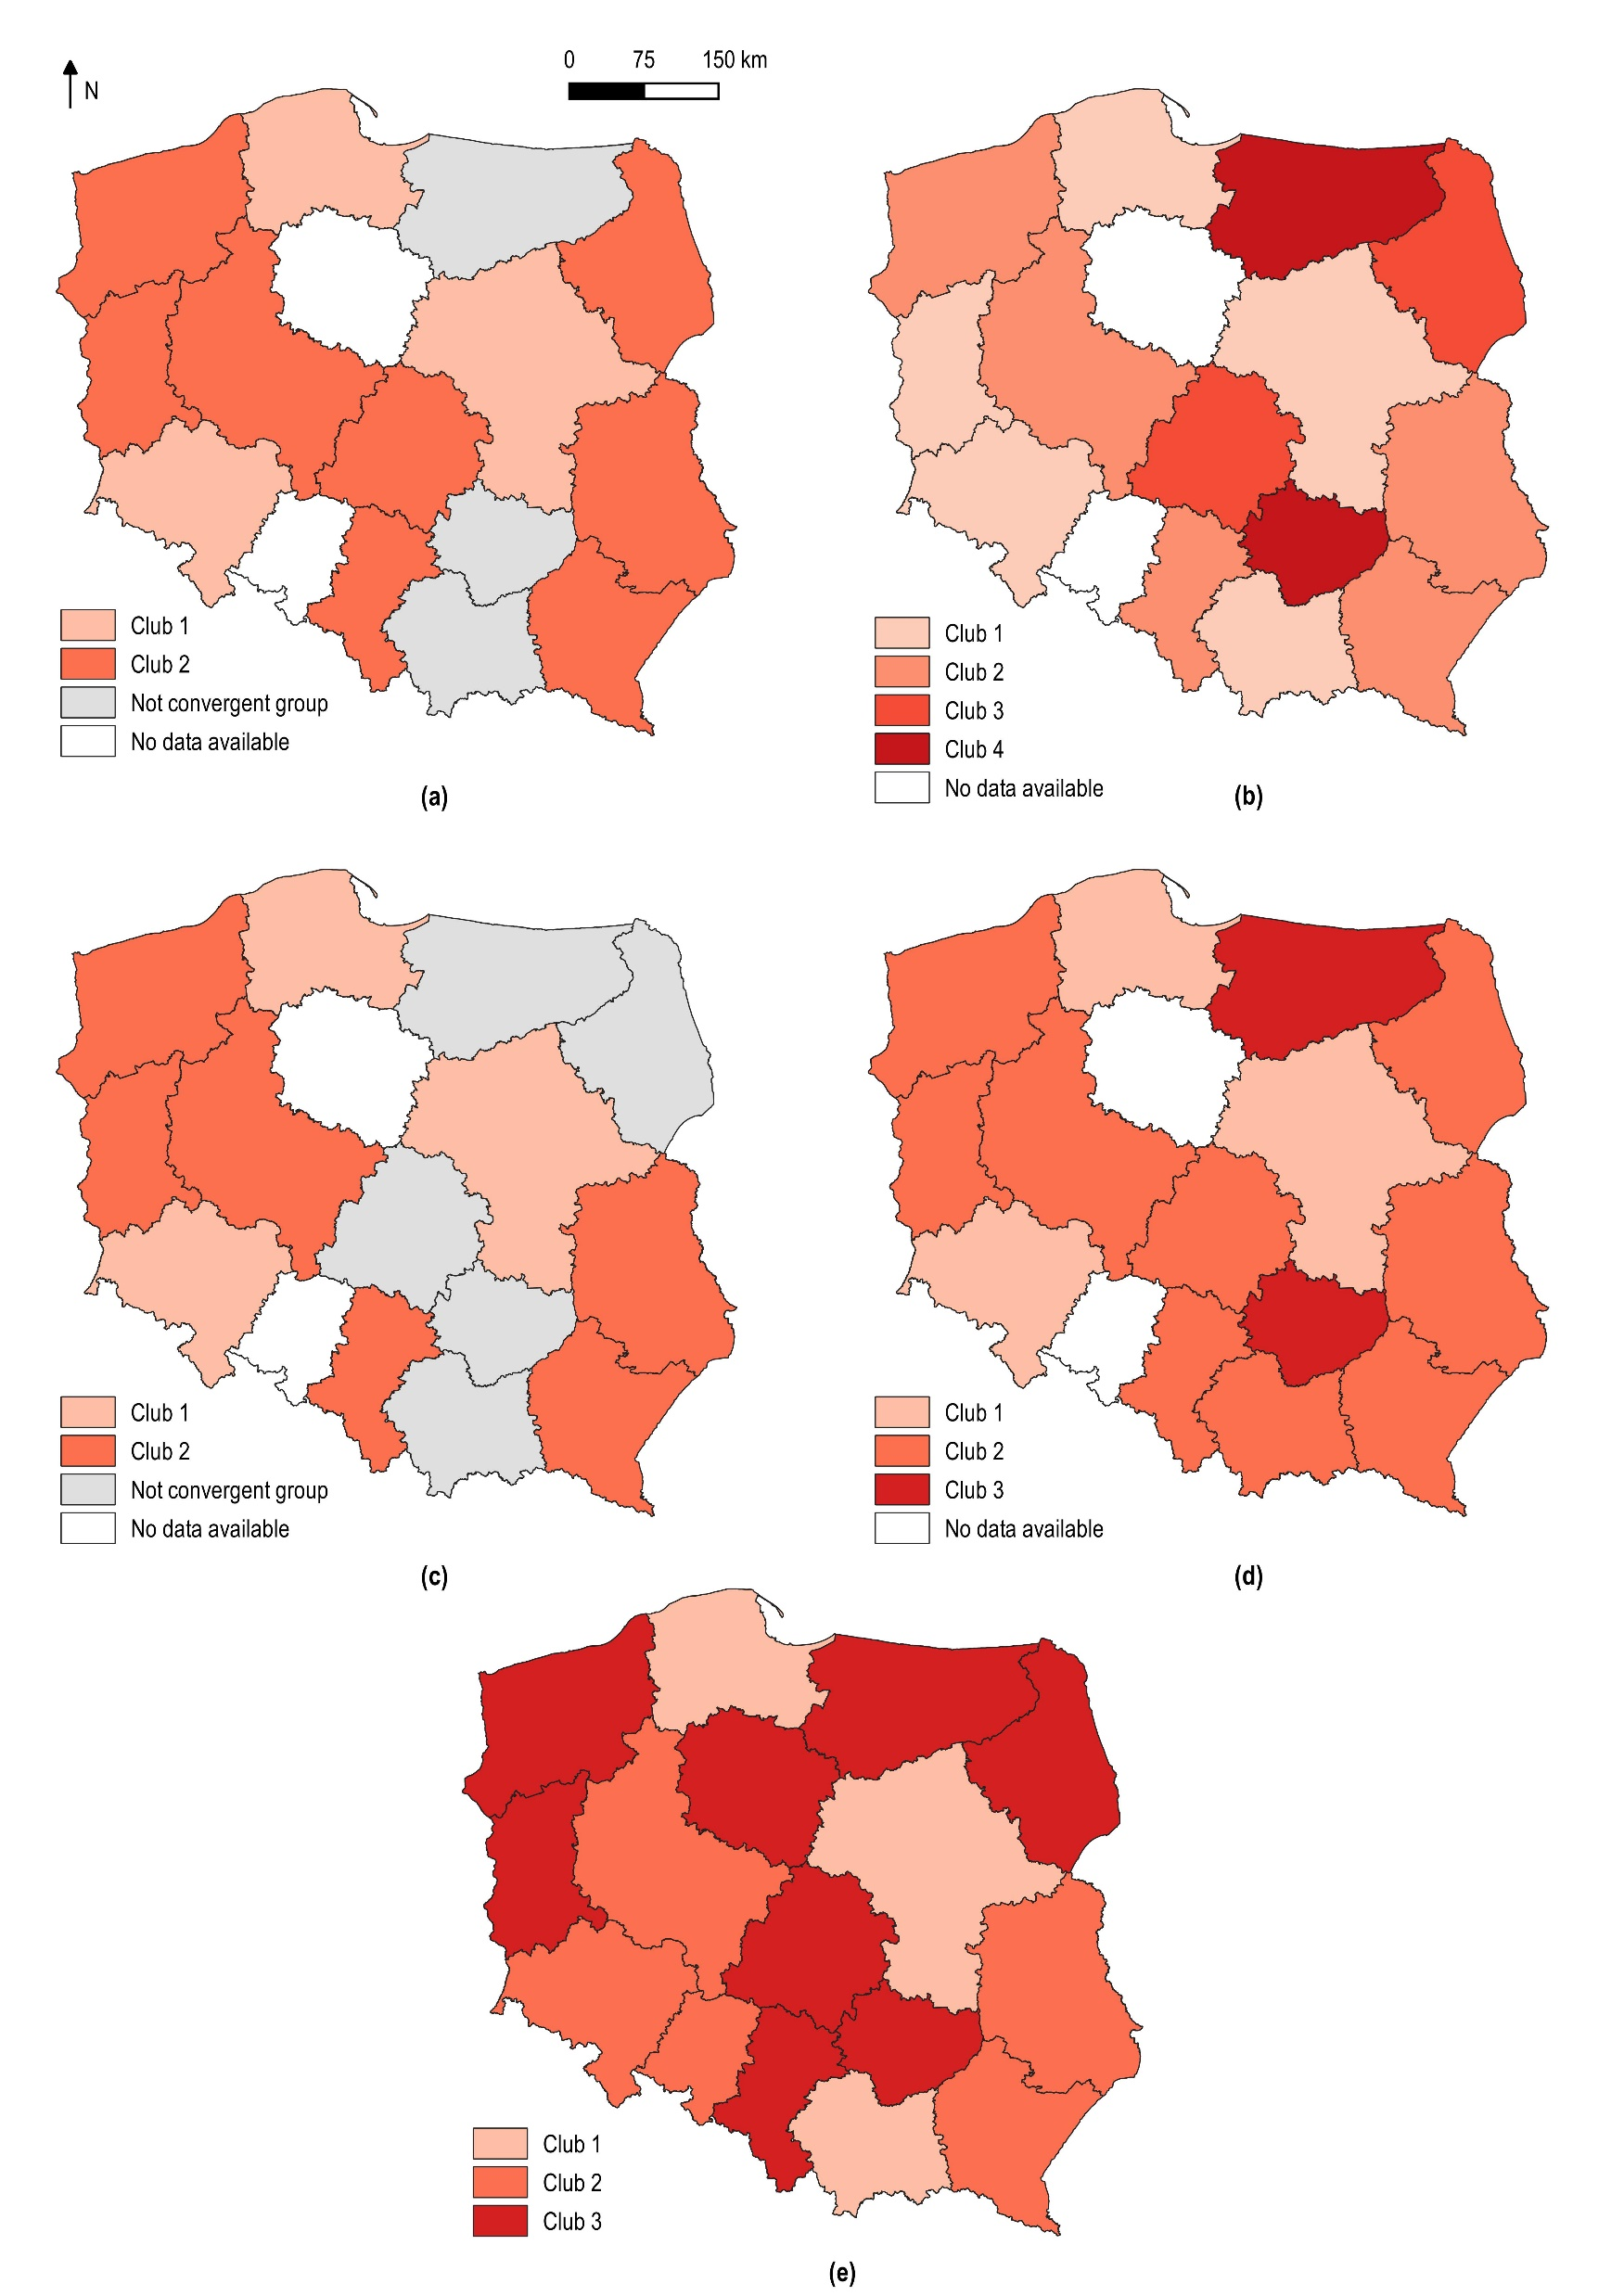 0 75 150 km
N
Club 1
Club 2
Not convergent group
No data available
(a)
Club 1
Club 2
Club 3
Club 4
No data available
(b)
Club 1
Club 2
Not convergent group
No data available
(c)
Club 1
Club 2
Club 3
No data available
(d)
Club 1
Club 2
Club 3
(e)